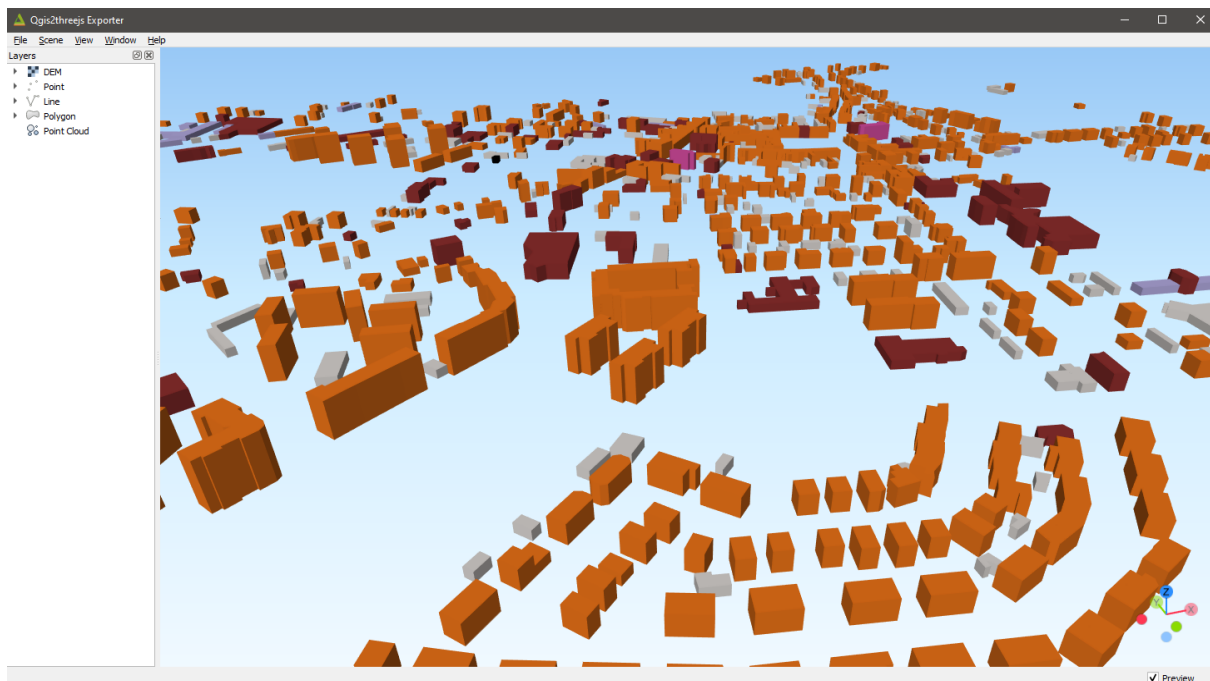 Qgis2threejs Exporter
File Scene View Window Help
Layers
DEM
Point
Line
Polygon
Point Cloud
Z
Y
X
Preview